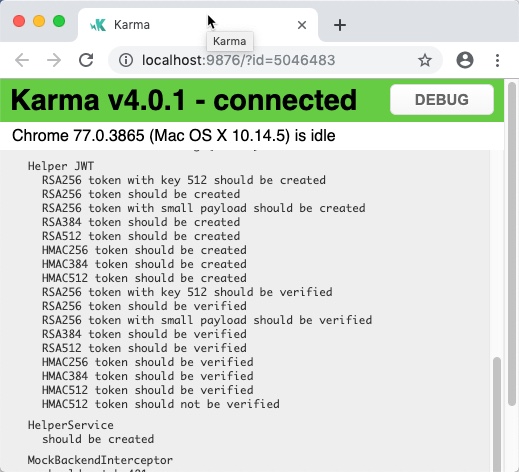 Karma
Karma
localhost:9876/?id=5046483
Karma v4.0.1 - connected
DEBUG
Chrome 77.0.3865 (Mac OS X 10.14.5) is idle
Helper JWT
RSA256 token with key 512 should be created
RSA256 token should be created
RSA256 token with small payload should be created
RSA384 token should be created
RSA512 token should be created
HMAC256 token should be created
HMAC384 token should be created
HMAC512 token should be created
RSA256 token with key 512 should be verified
RSA256 token should be verified
RSA256 token with small payload should be verified
RSA384 token should be verified
RSA512 token should be verified
HMAC256 token should be verified
HMAC384 token should be verified
HMAC512 token should be verified
HMAC512 token should not be verified
HelperService
should be created
MockBackendInterceptor